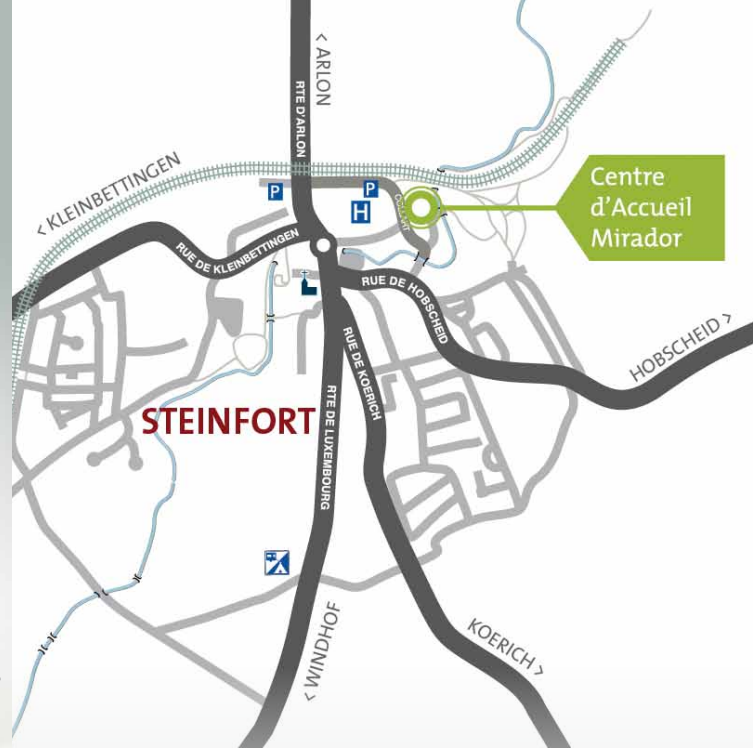 < ARLON
RTE D'ARLON
< KLEINBETTINGEN
P
P
H
Centre
d'Accueil
Mirador
RUE DE KLEINBETTINGEN
RUE DE HOBSCHEID
HOBSCHEID >
RUE DE KOERICH
STEINFORT
RTE DE LUXEMBOURG
< WINDHOF
KOERICH >